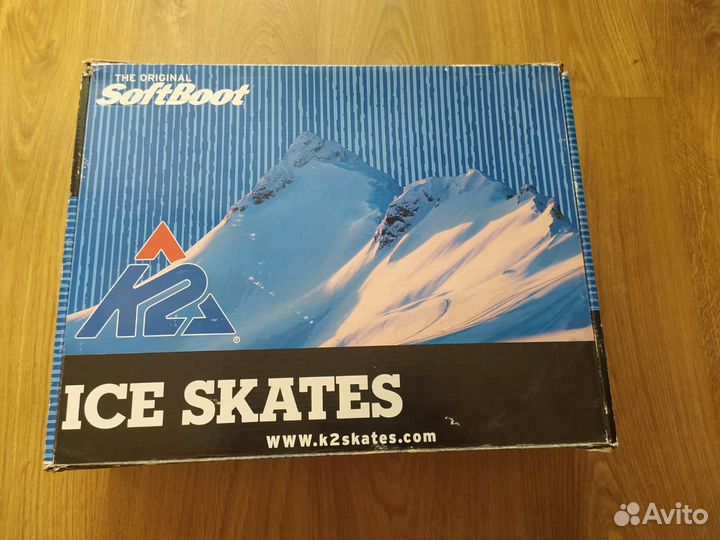 THE ORIGINAL
SoftBoot
K2
®
ICE SKATES
www.k2skates.com
Avito